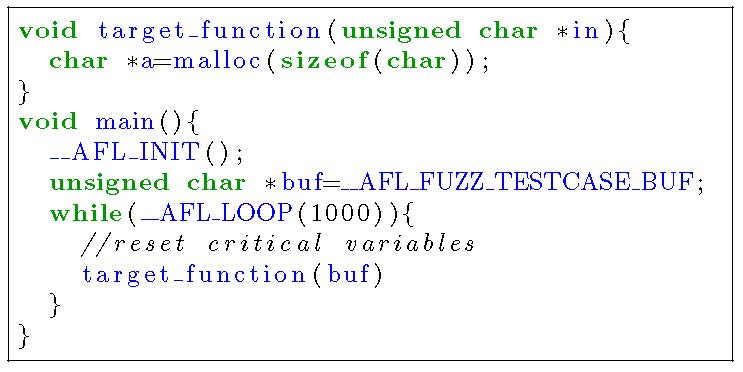 void target_function(unsigned char *in){
char *a=malloc(sizeof(char));
}
void main(){
__AFL_INIT();
unsigned char *buf=__AFL_FUZZ_TESTCASE_BUF;
while(__AFL_LOOP(1000)){
//reset critical variables
target_function(buf)
}
}